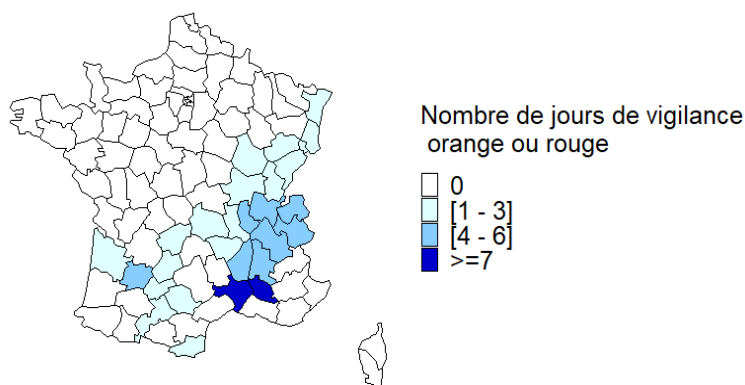 Nombre de jours de vigilance
orange ou rouge
0
[1 - 3]
[4 - 6]
>=7